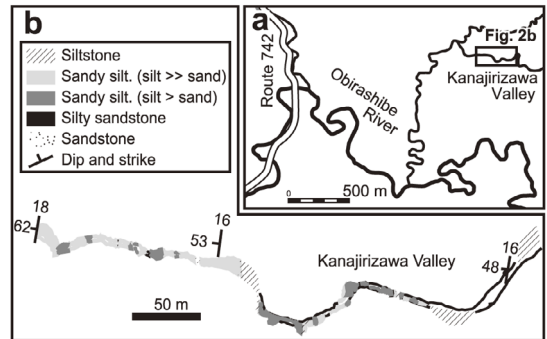 b
Siltstone
Sandy silt. (silt >> sand)
Sandy silt. (silt > sand)
Silty sandstone
Sandstone
Dip and strike
a
Route 742
Obirashibe
River
Fig. 2b
Kanajirizawa
Valley
0
500 m
18
62
16
53
Kanajirizawa Valley
16
48
50 m